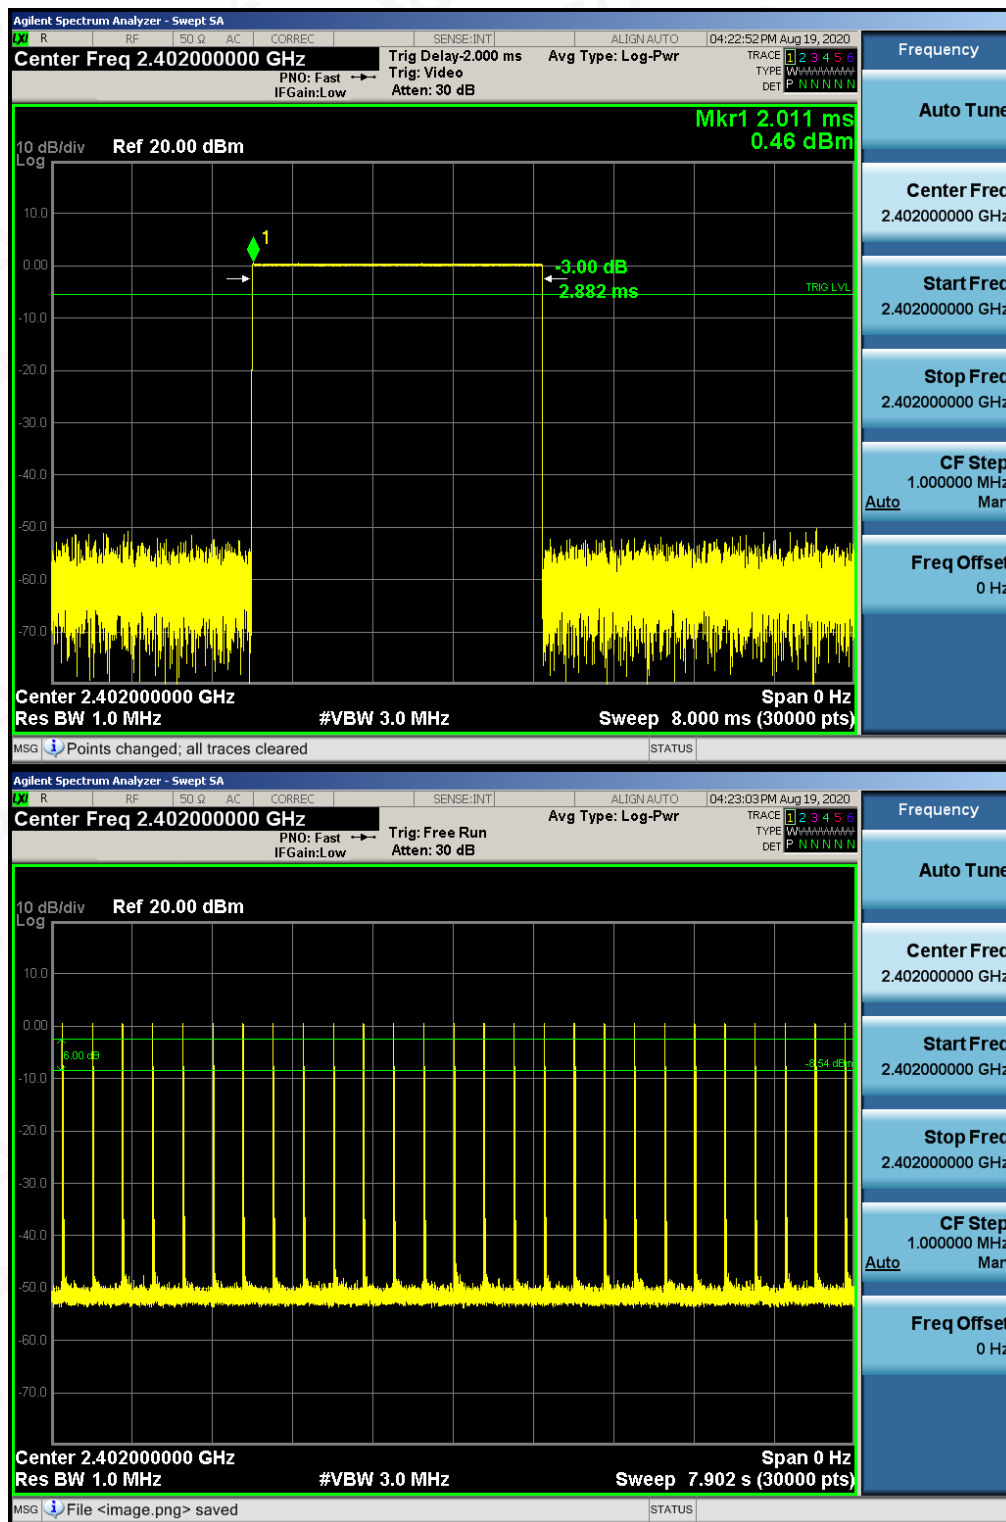 Agilent Spectrum Analyzer - Swept SA
LXI R RF 50 Ω AC CORREC SENSE:INT ALIGN AUTO 04:22:52 PM Aug 19, 2020
Center Freq 2.402000000 GHz
PNO: Fast
IFGain:Low
Trig Delay-2.000 ms
Trig: Video
Atten: 30 dB
Avg Type: Log-Pwr
TRACE 1 2 3 4 5 6
TYPE W
DET P N N N N N
Mkr1 2.011 ms
0.46 dBm
10 dB/div Ref 20.00 dBm
Log
10.0
1
0.00
-3.00 dB
2.882 ms
TRIG LVL
-10.0
-20.0
-30.0
-40.0
-50.0
-60.0
-70.0
Center 2.402000000 GHz Span 0 Hz
Res BW 1.0 MHz #VBW 3.0 MHz Sweep 8.000 ms (30000 pts)
MSG Points changed; all traces cleared STATUS
Frequency
Auto Tune
Center Freq
2.402000000 GHz
Start Freq
2.402000000 GHz
Stop Freq
2.402000000 GHz
CF Step
1.000000 MHz
Auto Man
Freq Offset
0 Hz
Agilent Spectrum Analyzer - Swept SA
LXI R RF 50 Ω AC CORREC SENSE:INT ALIGN AUTO 04:23:03 PM Aug 19, 2020
Center Freq 2.402000000 GHz
PNO: Fast
IFGain:Low
Trig: Free Run
Atten: 30 dB
Avg Type: Log-Pwr
TRACE 1 2 3 4 5 6
TYPE W
DET P N N N N N
10 dB/div Ref 20.00 dBm
Log
10.0
0.00
6.00 dB
-8.54 dBm
-10.0
-20.0
-30.0
-40.0
-50.0
-60.0
-70.0
Center 2.402000000 GHz Span 0 Hz
Res BW 1.0 MHz #VBW 3.0 MHz Sweep 7.902 s (30000 pts)
MSG File <image.png> saved STATUS
Frequency
Auto Tune
Center Freq
2.402000000 GHz
Start Freq
2.402000000 GHz
Stop Freq
2.402000000 GHz
CF Step
1.000000 MHz
Auto Man
Freq Offset
0 Hz